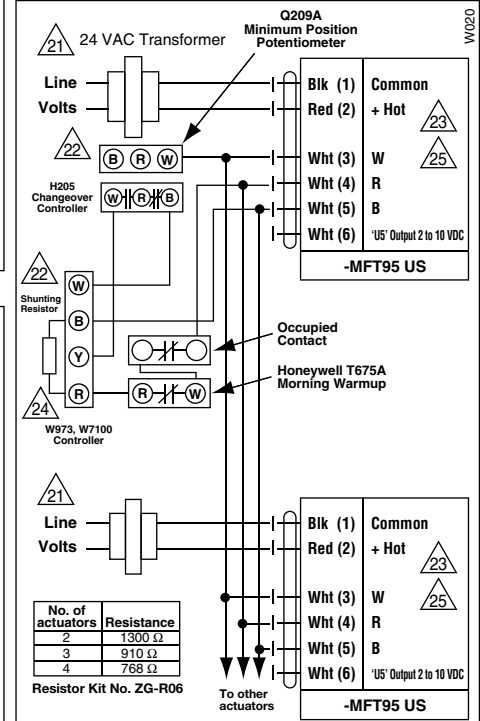 W020
Q209A
Minimum Position
Potentiometer
21 24 VAC Transformer
Line
Volts
Blk (1) Common
Red (2) + Hot
23
22
B R W
Wht (3) W
25
H205
Changeover
Controller
W R B
Wht (4) R
Wht (5) B
Wht (6) 'U5' Output 2 to 10 VDC
-MFT95 US
22
Shunting
Resistor
W
B
Y
R
24
W973, W7100
Controller
Occupied
Contact
R W
Honeywell T675A
Morning Warmup
21
Line
Volts
Blk (1) Common
Red (2) + Hot
23
Wht (3) W
25
Wht (4) R
Wht (5) B
Wht (6) 'U5' Output 2 to 10 VDC
-MFT95 US
No. of
actuators Resistance
2 1300 Ω
3 910 Ω
4 768 Ω
Resistor Kit No. ZG-R06
To other
actuators